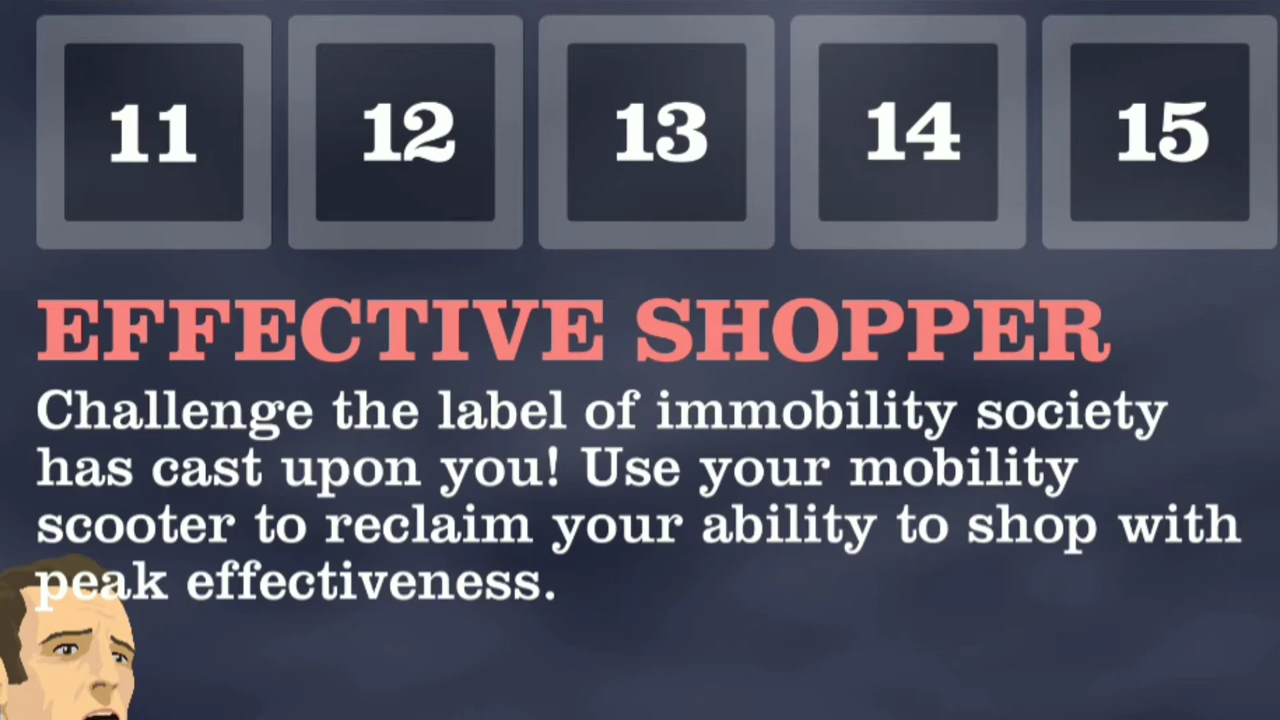 11 12 13 14 15
EFFECTIVE SHOPPER
Challenge the label of immobility society
has cast upon you! Use your mobility
scooter to reclaim your ability to shop with
peak effectiveness.